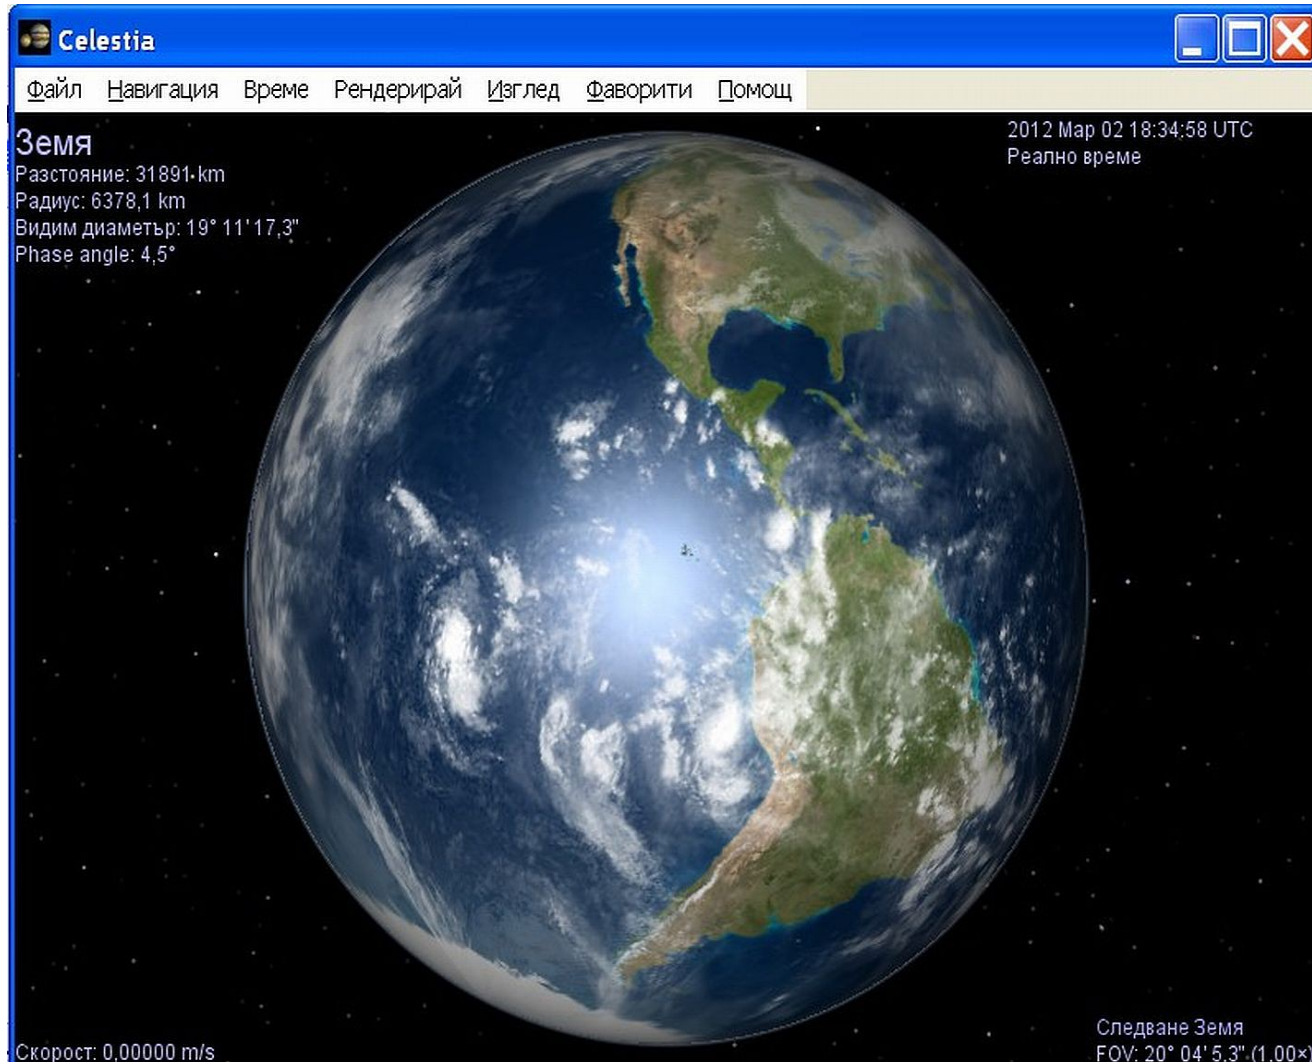 Celestia
Файл Навигация Време Рендерирай Изглед Фаворити Помощ
Земя
Разстояние: 31891 km
Радиус: 6378,1 km
Видим диаметър: 19° 11' 17,3"
Phase angle: 4,5°
2012 Мар 02 18:34:58 UTC
Реално време
Скорост: 0,00000 m/s
Следване Земя
FOV: 20° 04' 5,3" (1,00×)